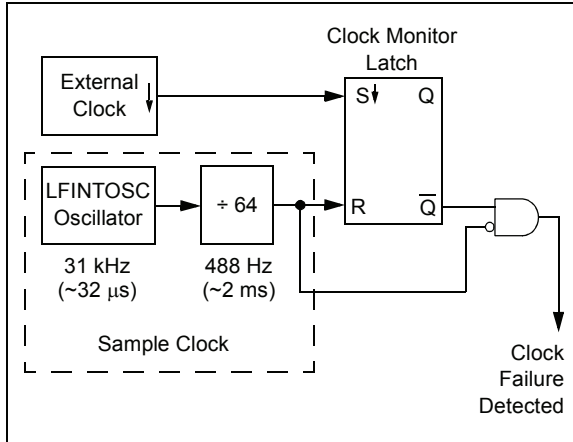 Clock Monitor
Latch
External
Clock
S
Q
LFINTOSC
Oscillator
÷ 64
R
Q̅
31 kHz
(~32 μs)
488 Hz
(~2 ms)
Sample Clock
Clock
Failure
Detected